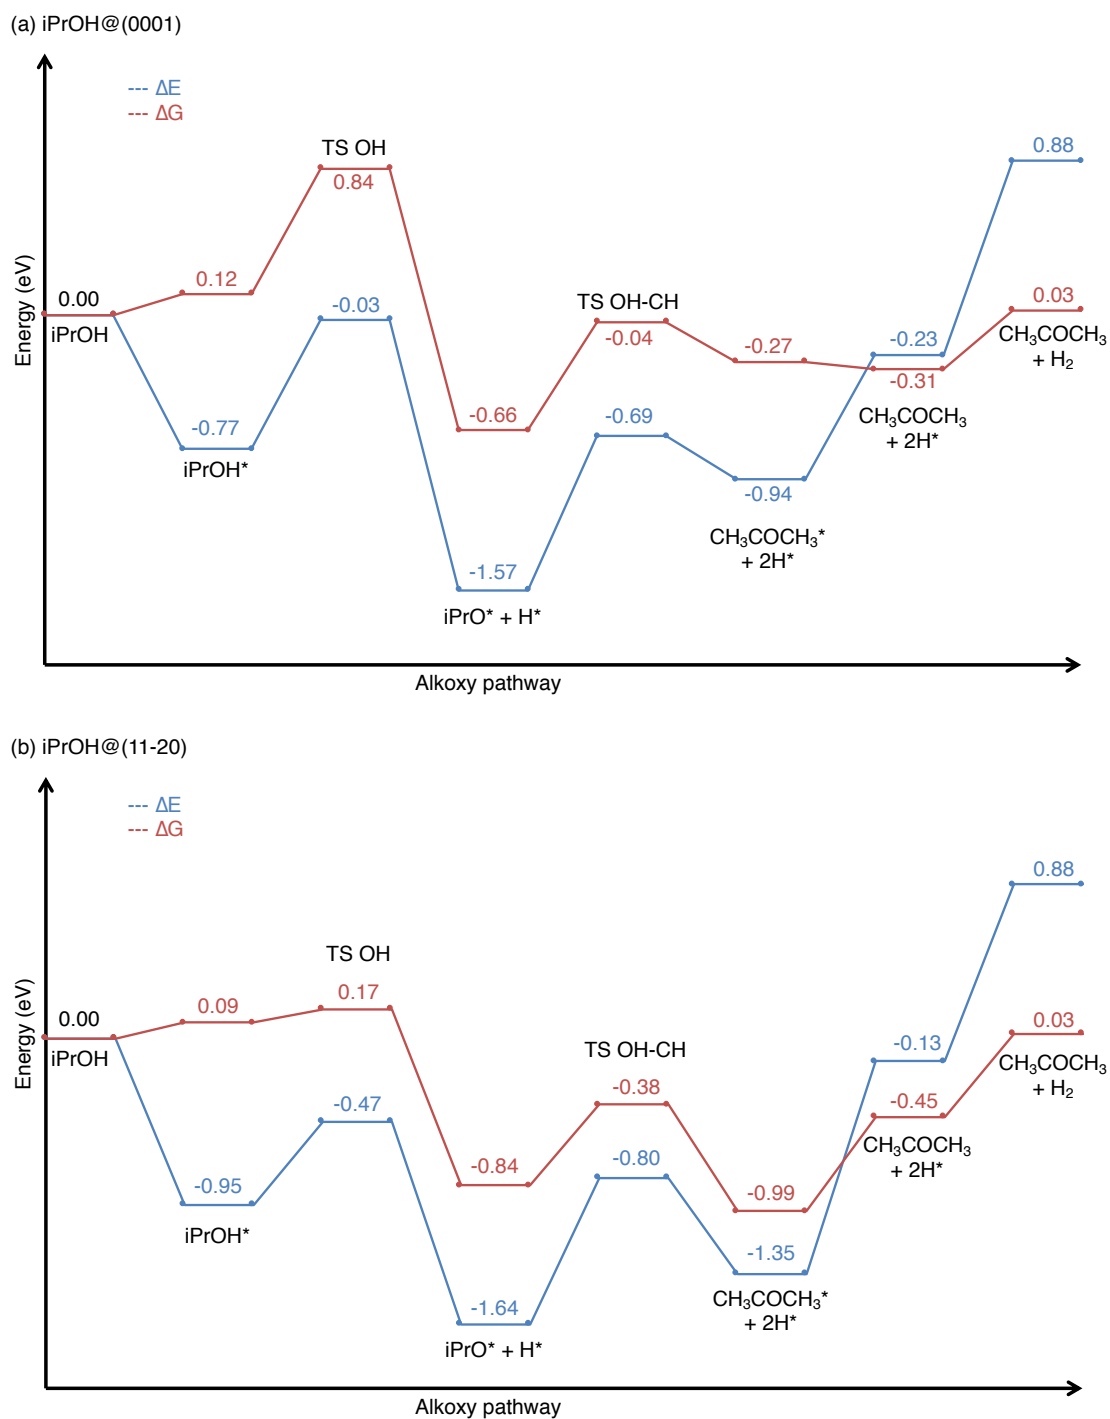 (a) iPrOH@(0001)
--- ΔE
--- ΔG
Energy (eV)
0.00
iPrOH
0.12
-0.77
iPrOH*
TS OH
0.84
-0.03
-0.66
-1.57
iPrO* + H*
TS OH-CH
-0.04
-0.69
-0.27
-0.94
CH₃COCH₃*
+ 2H*
-0.23
-0.31
CH₃COCH₃
+ 2H*
0.88
0.03
CH₃COCH₃
+ H₂
Alkoxy pathway
(b) iPrOH@(11-20)
--- ΔE
--- ΔG
Energy (eV)
0.00
iPrOH
0.09
-0.95
iPrOH*
TS OH
0.17
-0.47
-0.84
-1.64
iPrO* + H*
TS OH-CH
-0.38
-0.80
-0.99
-1.35
CH₃COCH₃*
+ 2H*
-0.13
-0.45
CH₃COCH₃
+ 2H*
0.88
0.03
CH₃COCH₃
+ H₂
Alkoxy pathway